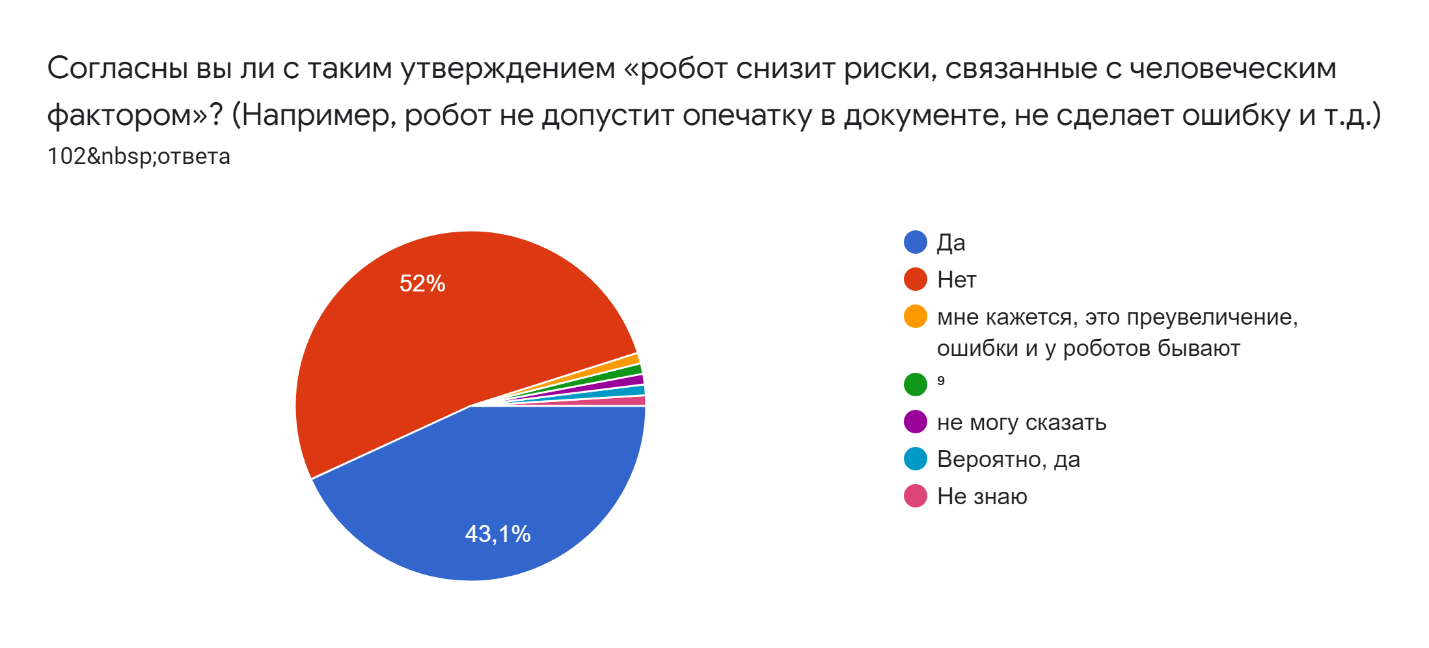 Согласны вы ли с таким утверждением «робот снизит риски, связанные с человеческим
фактором»? (Например, робот не допустит опечатку в документе, не сделает ошибку и т.д.)
102&nbsp;ответа
52%
43,1%
Да
Нет
мне кажется, это преувеличение,
ошибки и у роботов бывают
⁹
не могу сказать
Вероятно, да
Не знаю